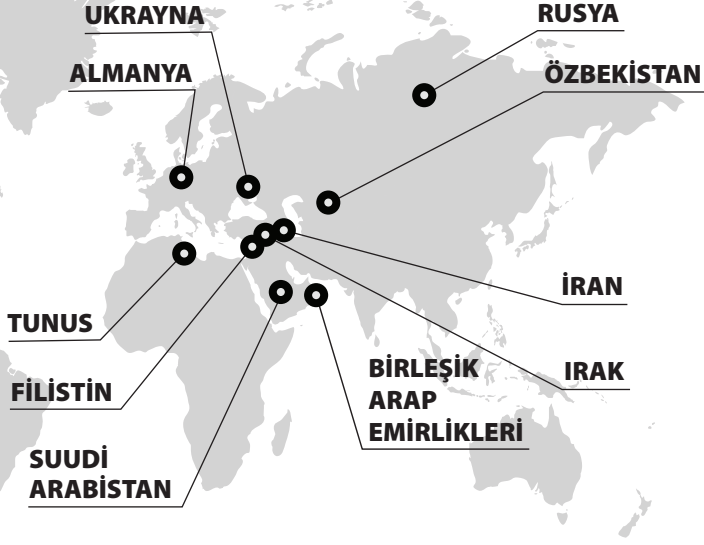 UKRAYNA
RUSYA
ALMANYA
ÖZBEKİSTAN
İRAN
TUNUS
IRAK
FİLİSTİN
BİRLEŞİK
ARAP
EMİRLİKLERİ
SUUDİ
ARABİSTAN